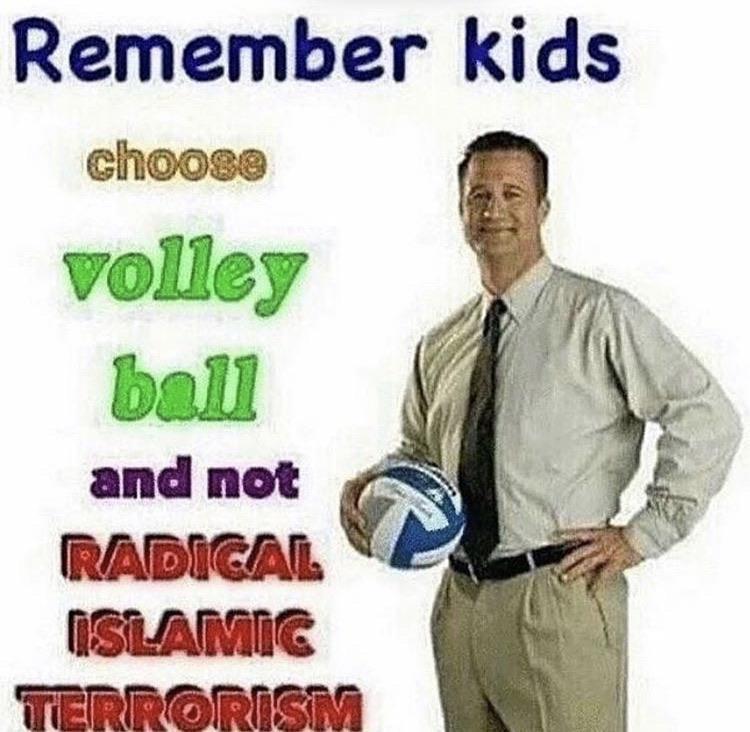 Remember kids
choose
volley
ball
and not
RADICAL
ISLAMIC
TERRORISM